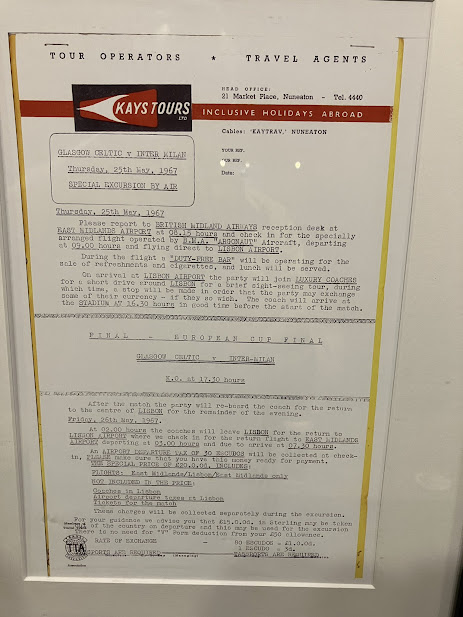 TOUR OPERATORS * TRAVEL AGENTS
HEAD OFFICE:
21 Market Place, Nuneaton - Tel. 4440
KAYS TOURS LTD
INCLUSIVE HOLIDAYS ABROAD
Cables: 'KAYTRAV,' NUNEATON
YOUR REF.
OUR REF.
Date:
GLASGOW CELTIC v INTER MILAN
Thursday, 25th May, 1967
SPECIAL EXCURSION BY AIR
Thursday, 25th May, 1967
Please report to BRITISH MIDLAND AIRWAYS reception desk at
EAST MIDLANDS AIRPORT at 08.15 hours and check in for the specially
arranged flight operated by B.M.A. "ARGONAUT" Aircraft, departing
at 09.00 hours and flying direct to LISBON AIRPORT.
During the flight a "DUTY-FREE BAR" will be operating for the
sale of refreshments and cigarettes, and lunch will be served.
On arrival at LISBON AIRPORT the party will join LUXURY COACHES
for a short drive around LISBON for a brief sight-seeing tour, during
which time, a stop will be made in order that the party may exchange
some of their currency - if they so wish. The coach will arrive at
the STADIUM AT 16.30 hours in good time before the start of the match.
FINAL - EUROPEAN CUP FINAL
GLASGOW CELTIC v INTER-MILAN
K.O. at 17.30 hours
After the match the party will re-board the coach for the return
to the centre of LISBON for the remainder of the evening.
Friday, 26th May, 1967.
At 02.00 hours the coaches will leave LISBON for the return to
LISBON AIRPORT where we check in for the return flight to EAST MIDLANDS
AIRPORT departing at 03.00 hours and due to arrive at 07.30 hours.
An AIRPORT DEPARTURE TAX OF 30 ESCUDOS will be collected at check-
in, PLEASE make sure that you have this money ready for payment.
THE SPECIAL PRICE OF £20.0.0d. INCLUDES:
FLIGHTS: East Midlands/Lisbon/East Midlands only
NOT INCLUDED IN THE PRICE:
Coaches in Lisbon
Airport departure taxes at Lisbon
Tickets for the match
These charges will be collected separately during the excursion.
For your guidance we advise you that £15.0.0d. in Sterling may be taken
out of the country on departure and this may be used for the excursion
There is no need for "V" Form deduction from your £50 allowance.
RATE OF EXCHANGE - 80 ESCUDOS = £1.0.0d.
1 ESCUDO = 3d.
PASSPORTS ARE REQUIRED PASSPORTS ARE REQUIRED